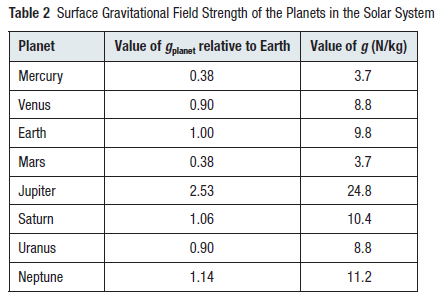 Table 2 Surface Gravitational Field Strength of the Planets in the Solar System
Planet Value of gplanet relative to Earth Value of g (N/kg)
Mercury 0.38 3.7
Venus 0.90 8.8
Earth 1.00 9.8
Mars 0.38 3.7
Jupiter 2.53 24.8
Saturn 1.06 10.4
Uranus 0.90 8.8
Neptune 1.14 11.2